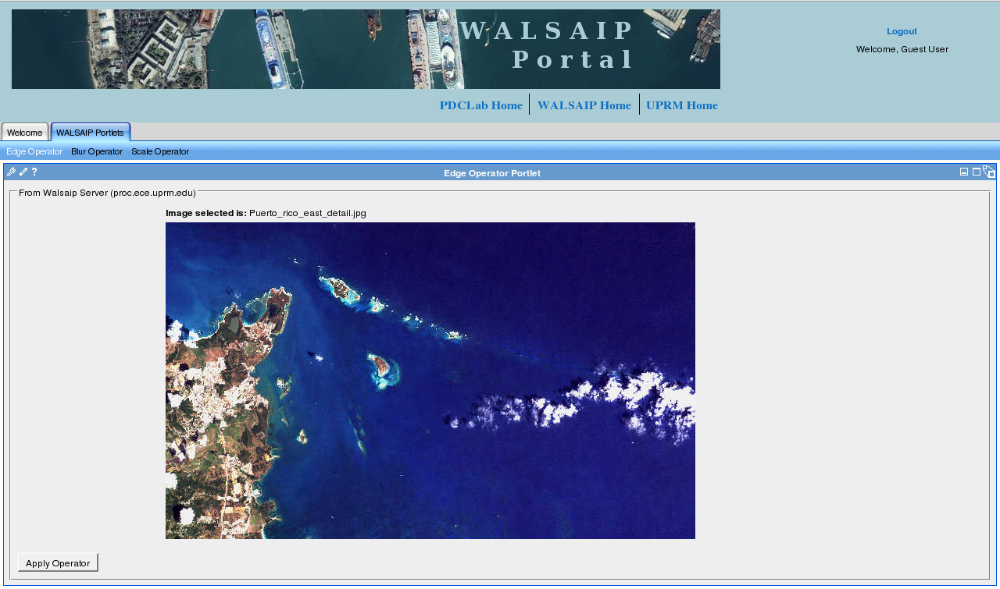 WALSAIP
Portal
Logout
Welcome, Guest User
PDCLab Home
WALSAIP Home
UPRM Home
Welcome
WALSAIP Portlets
Edge Operator
Blur Operator
Scale Operator
?
Edge Operator Portlet
From Walsaip Server (proc.ece.uprm.edu)
Image selected is: Puerto_rico_east_detail.jpg
Apply Operator